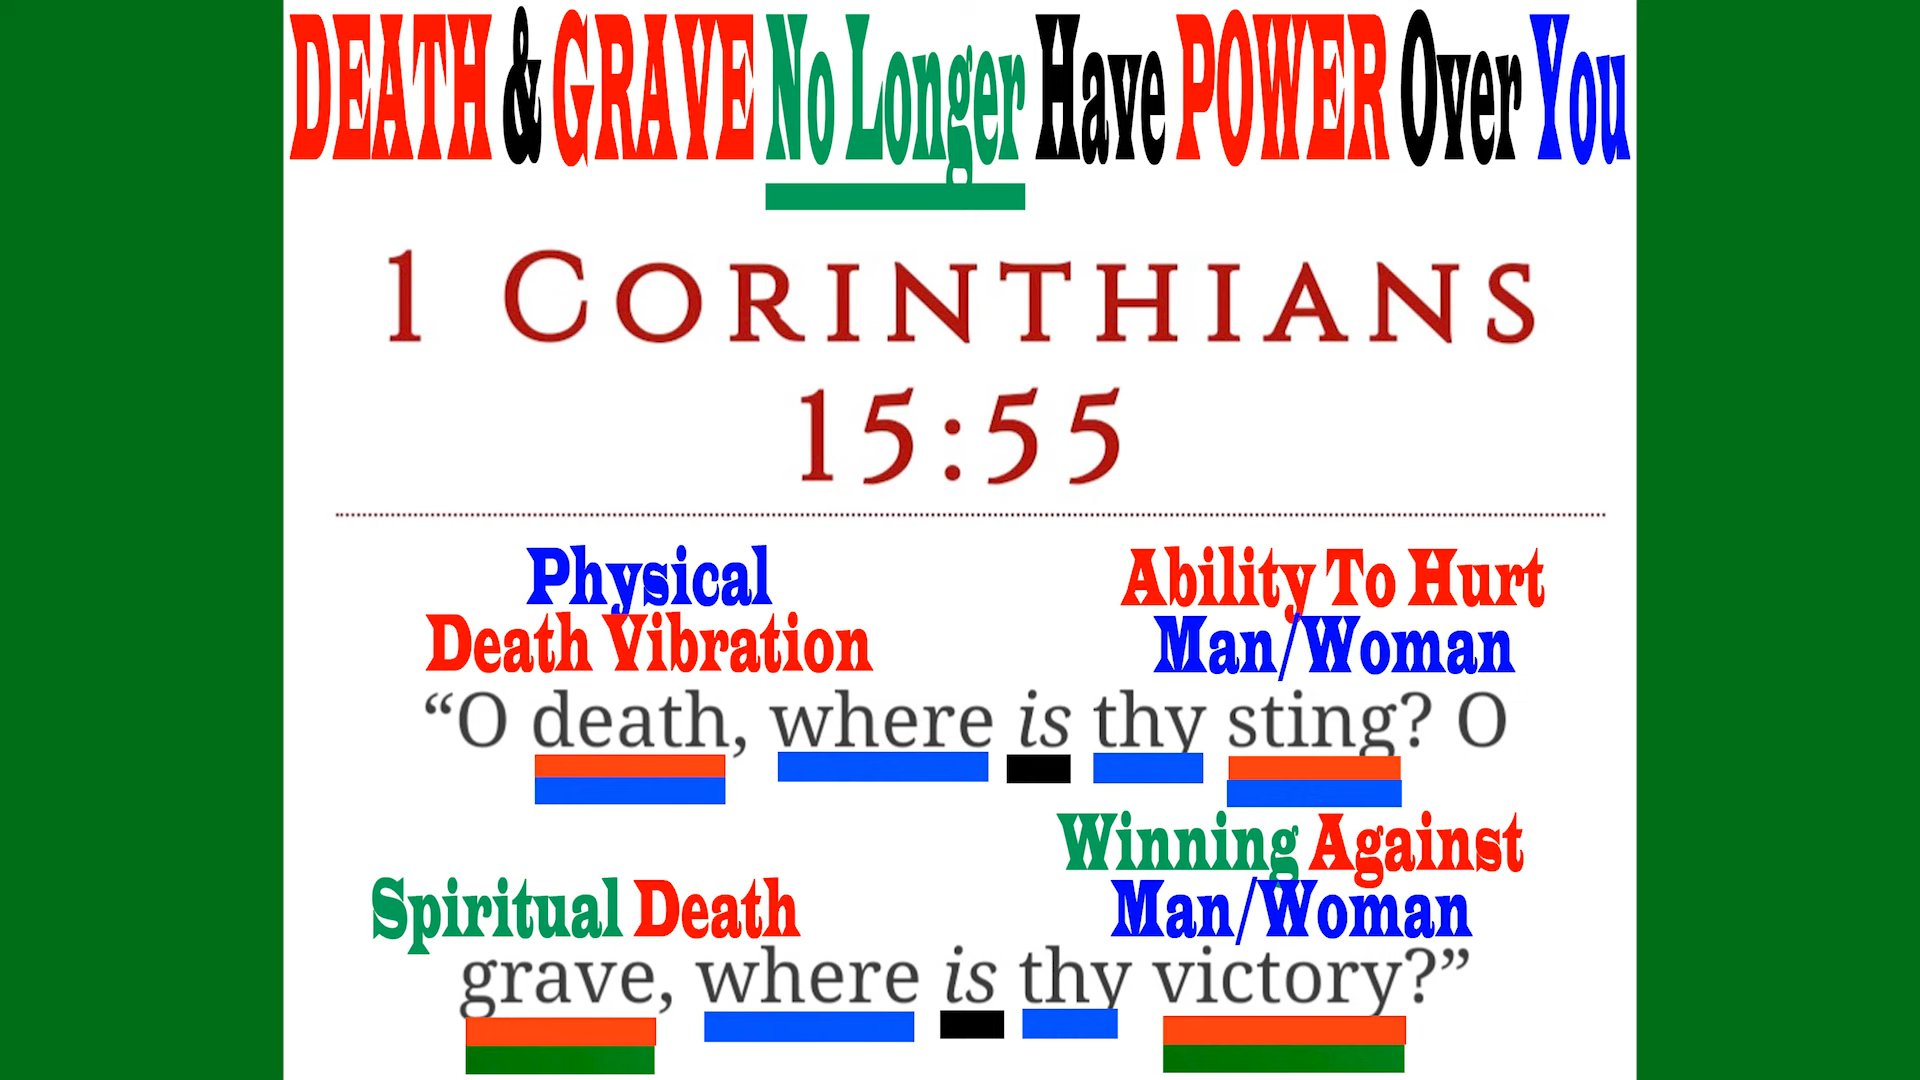 DEATH & GRAVE No Longer Have POWER Over You
1 CORINTHIANS
15:55
Physical
Death Vibration
Ability To Hurt
Man/Woman
“O death, where is thy sting? O
Spiritual Death
Winning Against
Man/Woman
grave, where is thy victory?”